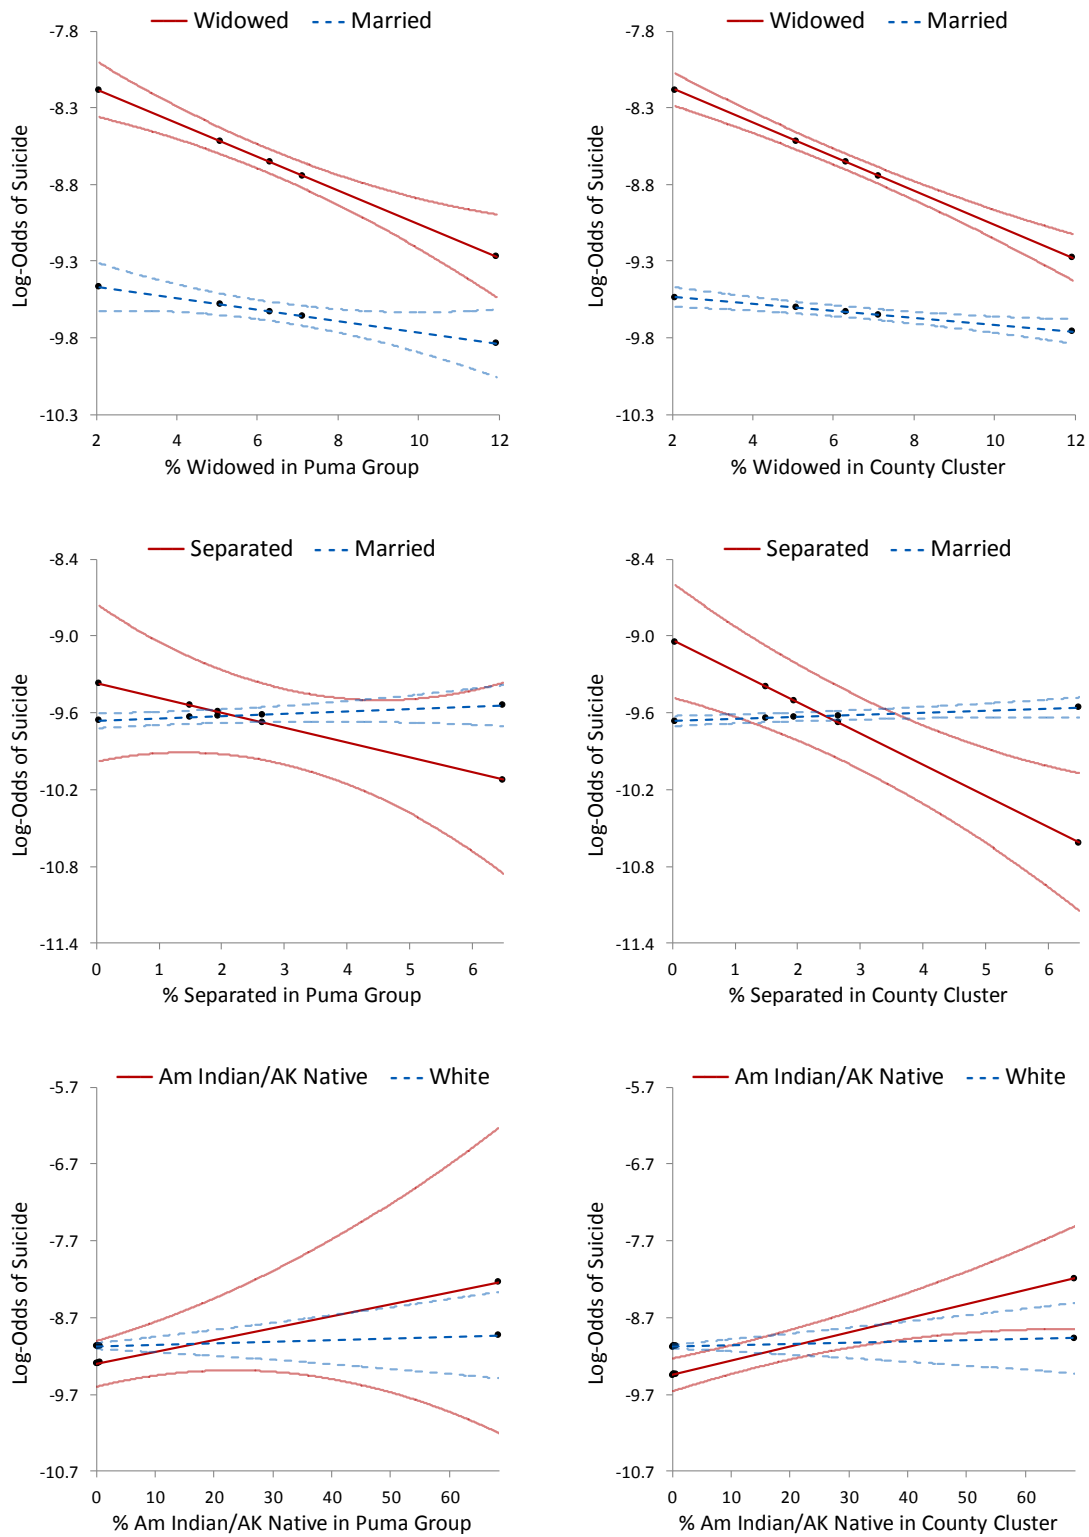 Widowed Married
-7.8
-8.3
-8.8
-9.3
-9.8
-10.3
Log-Odds of Suicide
2 4 6 8 10 12
% Widowed in Puma Group
Widowed Married
-7.8
-8.3
-8.8
-9.3
-9.8
-10.3
Log-Odds of Suicide
2 4 6 8 10 12
% Widowed in County Cluster
Separated Married
-8.4
-9.0
-9.6
-10.2
-10.8
-11.4
Log-Odds of Suicide
0 1 2 3 4 5 6
% Separated in Puma Group
Separated Married
-8.4
-9.0
-9.6
-10.2
-10.8
-11.4
Log-Odds of Suicide
0 1 2 3 4 5 6
% Separated in County Cluster
Am Indian/AK Native White
-5.7
-6.7
-7.7
-8.7
-9.7
-10.7
Log-Odds of Suicide
0 10 20 30 40 50 60
% Am Indian/AK Native in Puma Group
Am Indian/AK Native White
-5.7
-6.7
-7.7
-8.7
-9.7
-10.7
Log-Odds of Suicide
0 10 20 30 40 50 60
% Am Indian/AK Native in County Cluster